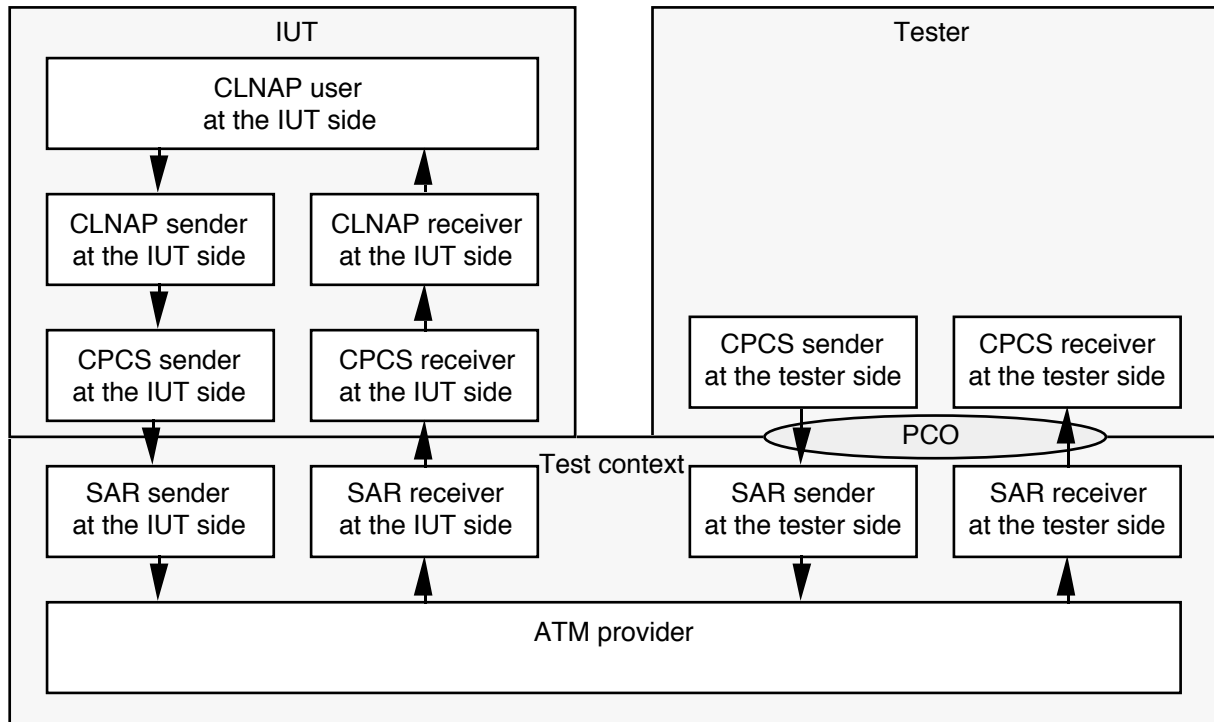 IUT
Tester
CLNAP user
at the IUT side
CLNAP sender
at the IUT side
CLNAP receiver
at the IUT side
CPCS sender
at the IUT side
CPCS receiver
at the IUT side
CPCS sender
at the tester side
CPCS receiver
at the tester side
PCO
Test context
SAR sender
at the IUT side
SAR receiver
at the IUT side
SAR sender
at the tester side
SAR receiver
at the tester side
ATM provider